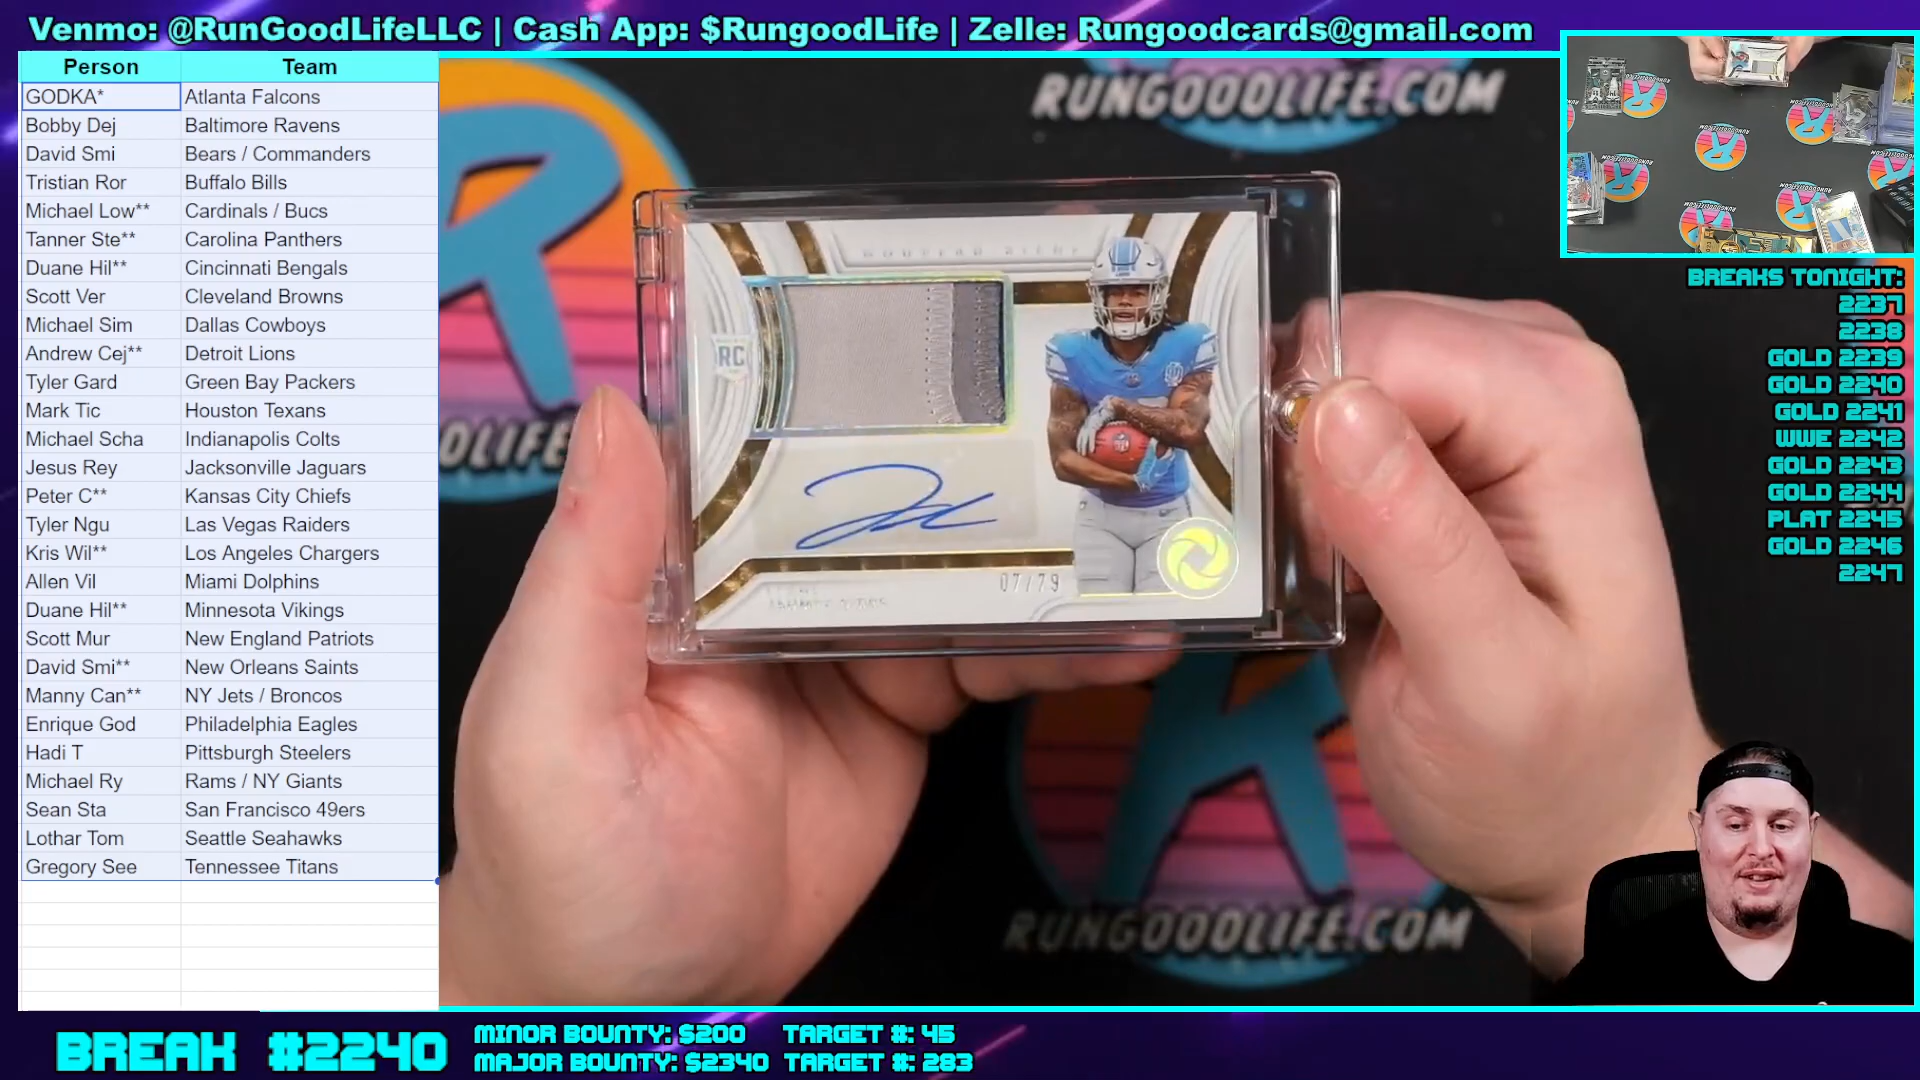 Venmo: @RunGoodLifeLLC | Cash App: $RungoodLife | Zelle: Rungoodcards@gmail.com
Person Team
GODKA* Atlanta Falcons
Bobby Dej Baltimore Ravens
David Smi Bears / Commanders
Tristian Ror Buffalo Bills
Michael Low** Cardinals / Bucs
Tanner Ste** Carolina Panthers
Duane Hil** Cincinnati Bengals
Scott Ver Cleveland Browns
Michael Sim Dallas Cowboys
Andrew Cej** Detroit Lions
Tyler Gard Green Bay Packers
Mark Tic Houston Texans
Michael Scha Indianapolis Colts
Jesus Rey Jacksonville Jaguars
Peter C** Kansas City Chiefs
Tyler Ngu Las Vegas Raiders
Kris Wil** Los Angeles Chargers
Allen Vil Miami Dolphins
Duane Hil** Minnesota Vikings
Scott Mur New England Patriots
David Smi** New Orleans Saints
Manny Can** NY Jets / Broncos
Enrique God Philadelphia Eagles
Hadi T Pittsburgh Steelers
Michael Ry Rams / NY Giants
Sean Sta San Francisco 49ers
Lothar Tom Seattle Seahawks
Gregory See Tennessee Titans
RUNGOODLIFE.COM
RC
07/79
OLIFE
RUNGOODLIFE.COM
BREAKS TONIGHT:
2237
2238
GOLD 2239
GOLD 2240
GOLD 2241
WWE 2242
GOLD 2243
GOLD 2244
PLAT 2245
GOLD 2246
2247
BREAK #2240
MINOR BOUNTY: $200 TARGET #: 45
MAJOR BOUNTY: $2340 TARGET #: 283